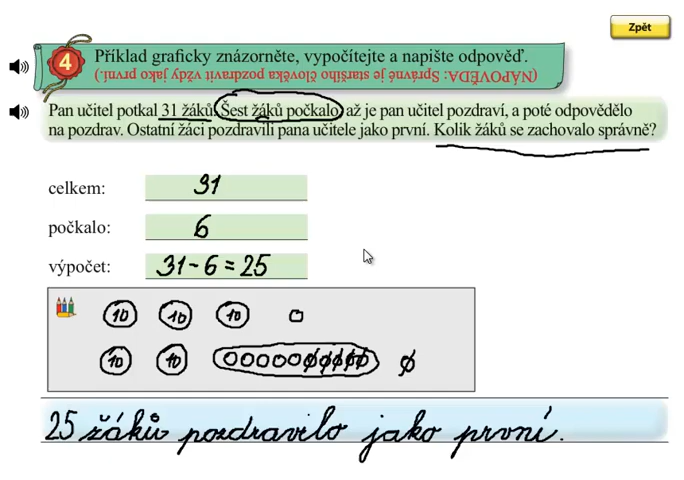 Zpět
4
Příklad graficky znázorněte, vypočítejte a napište odpověď.
(NÁPOVĚDA: Správné je staršího člověka pozdravit vždy jako první.)
Pan učitel potkal 31 žáků. Šest žáků počkalo, až je pan učitel pozdraví, a poté odpovědělo
na pozdrav. Ostatní žáci pozdravili pana učitele jako první. Kolik žáků se zachovalo správně?
celkem: 31
počkalo: 6
výpočet: 31-6=25
10 10 10
10 10
25 žáků pozdravilo jako první.